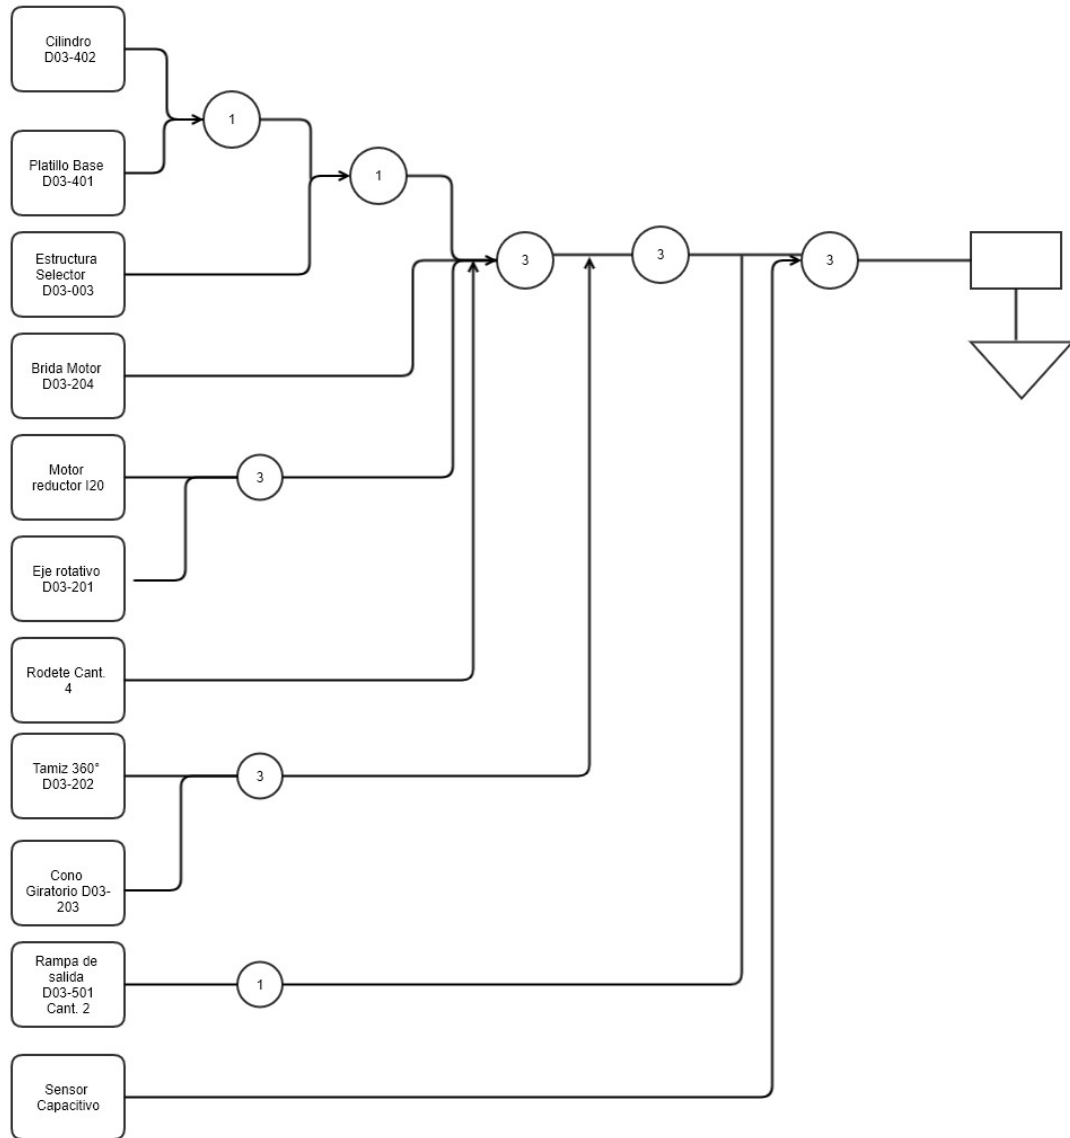 Cilindro
D03-402
1
Platillo Base
D03-401
1
Estructura
Selector
D03-003
3
3
3
Brida Motor
D03-204
Motor
reductor I20
3
Eje rotativo
D03-201
Rodete Cant.
4
Tamiz 360°
D03-202
3
Cono
Giratorio D03-
203
Rampa de
salida
D03-501
Cant. 2
1
Sensor
Capacitivo